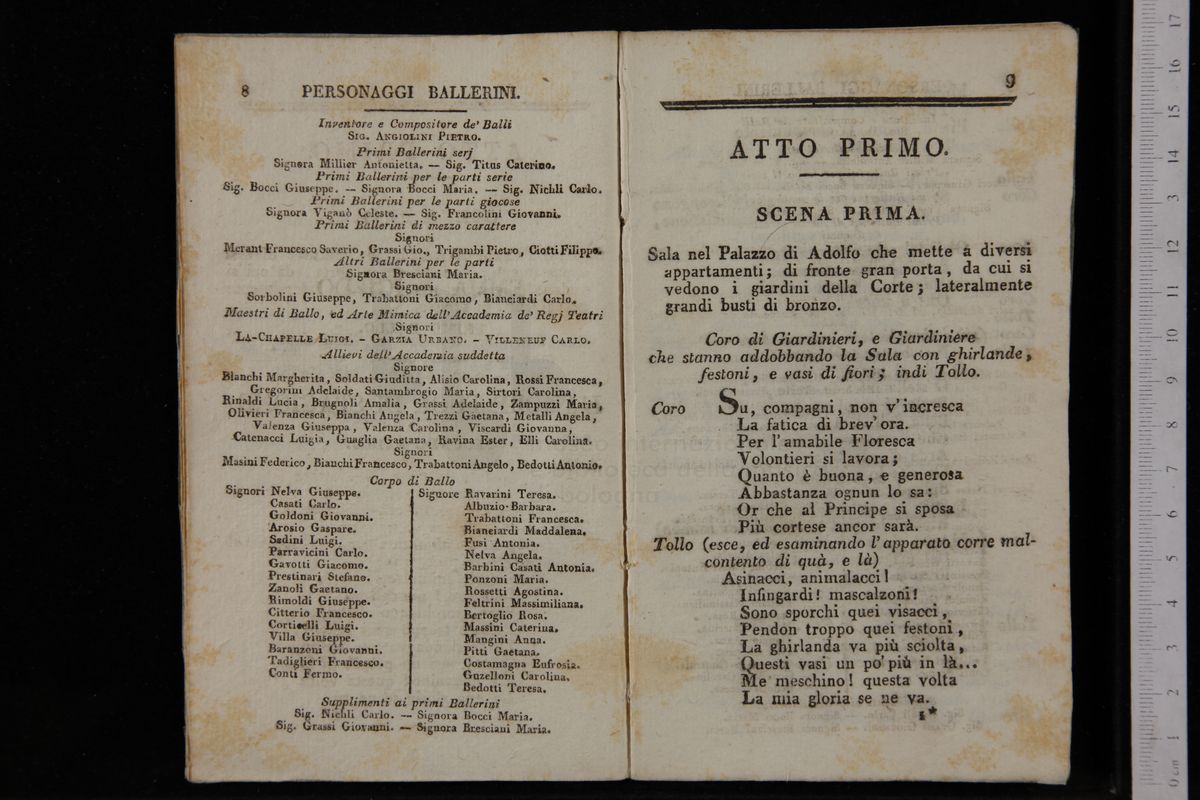 8
PERSONAGGI BALLERINI.
Inventore e Compositore de' Balli
SIG. ANGIOLINI PIETRO.
Primi Ballerini serj
Signora Millier Antonietta. — Sig. Titus Caterino.
Primi Ballerini per le parti serie
Sig. Bocci Giuseppe. — Signora Bocci Maria. — Sig. Nichli Carlo.
Primi Ballerini per le parti giocose
Signora Viganò Celeste. — Sig. Francolini Giovanni.
Primi Ballerini di mezzo carattere
Signori
Merant Francesco Saverio, Grassi Gio., Trigambi Pietro, Ciotti Filippo.
Altri Ballerini per le parti
Signora Bresciani Maria.
Signori
Sorbolini Giuseppe, Trabattoni Giacomo, Bianciardi Carlo.
Maestri di Ballo, ed Arte Mimica dell'Accademia de' Regj Teatri
Signori
LA-CHAPELLE LUIGI. - GARZIA URBANO. - VILLENEUF CARLO.
Allievi dell'Accademia suddetta
Signore
Bianchi Margherita, Soldati Giuditta, Alisio Carolina, Rossi Francesca,
Gregorini Adelaide, Santambrogio Maria, Sirtori Carolina,
Rinaldi Lucia, Brugnoli Amalia, Grassi Adelaide, Zampuzzi Maria,
Olivieri Francesca, Bianchi Angela, Trezzi Gaetana, Metalli Angela,
Valenza Giuseppa, Valenza Carolina, Viscardi Giovanna,
Catenacci Luigia, Guaglia Gaetana, Ravina Ester, Elli Carolina.
Signori
Masini Federico, Bianchi Francesco, Trabattoni Angelo, Bedotti Antonio.
Corpo di Ballo
Signori Nelva Giuseppe.
Casati Carlo.
Goldoni Giovanni.
Arosio Gaspare.
Sedini Luigi.
Parravicini Carlo.
Gavotti Giacomo.
Prestinari Stefano.
Zanoli Gaetano.
Rimoldi Giuseppe.
Citterio Francesco.
Corticelli Luigi.
Villa Giuseppe.
Baranzoni Giovanni.
Tadiglieri Francesco.
Conti Fermo.
Signore Ravarini Teresa.
Albuzio-Barbara.
Trabattoni Francesca.
Bianciardi Maddalena.
Fusi Antonia.
Nelva Angela.
Barbini Casati Antonia.
Ponzoni Maria.
Rossetti Agostina.
Feltrini Massimiliana.
Bertoglio Rosa.
Massini Caterina.
Mangini Anna.
Pitti Gaetana.
Costamagna Eufrosia.
Guzelloni Carolina.
Bedotti Teresa.
Supplimenti ai primi Ballerini
Sig. Nichli Carlo. — Signora Bocci Maria.
Sig. Grassi Giovanni. — Signora Bresciani Maria.
9
ATTO PRIMO.
SCENA PRIMA.
Sala nel Palazzo di Adolfo che mette a diversi
appartamenti; di fronte gran porta, da cui si
vedono i giardini della Corte; lateralmente
grandi busti di bronzo.
Coro di Giardinieri, e Giardiniere
che stanno addobbando la Sala con ghirlande,
festoni, e vasi di fiori; indi Tollo.
Coro Su, compagni, non v'incresca
La fatica di brev' ora.
Per l' amabile Floresca
Volontieri si lavora;
Quanto è buona, e generosa
Abbastanza ognun lo sa:
Or che al Principe si sposa
Più cortese ancor sarà.
Tollo (esce, ed esaminando l' apparato corre mal-
contento di quà, e là)
Asinacci, animalacci!
Infingardi! mascalzoni!
Sono sporchi quei visacci,
Pendon troppo quei festoni,
La ghirlanda va più sciolta,
Questi vasi un po' più in là...
Me meschino! questa volta
La mia gloria se ne va.
1*
0 cm 1 2 3 4 5 6 7 8 9 10 11 12 13 14 15 16 17